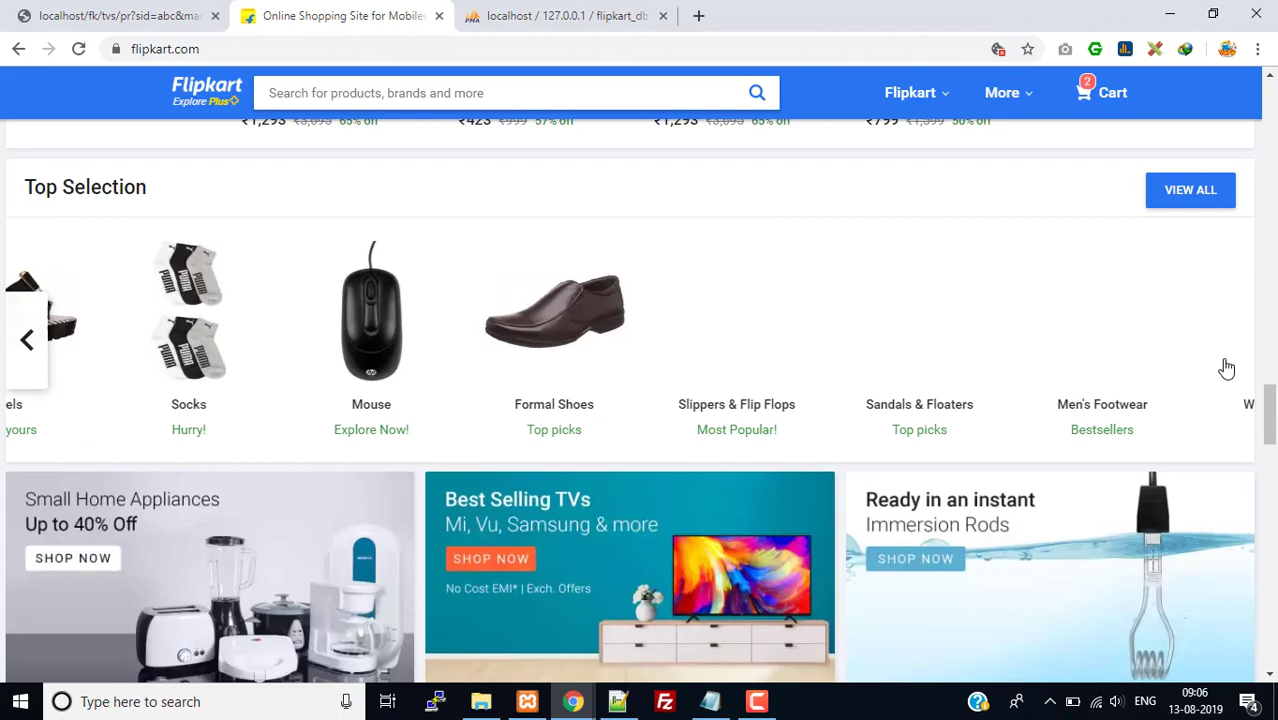 localhost/fk/tvs/pr?sid=abc&ma
Online Shopping Site for Mobiles
localhost / 127.0.0.1 / flipkart_db
flipkart.com
Flipkart
Explore Plus
Search for products, brands and more
Flipkart
More
2
Cart
₹1,293 ₹3,695 65% off
₹423 ₹999 57% off
₹1,293 ₹3,695 65% off
₹799 ₹1,599 50% off
Top Selection
VIEW ALL
els
Socks
Mouse
Formal Shoes
Slippers & Flip Flops
Sandals & Floaters
Men's Footwear
W
yours
Hurry!
Explore Now!
Top picks
Most Popular!
Top picks
Bestsellers
Small Home Appliances
Up to 40% Off
SHOP NOW
Best Selling TVs
Mi, Vu, Samsung & more
SHOP NOW
No Cost EMI* | Exch. Offers
Ready in an instant
Immersion Rods
SHOP NOW
Type here to search
ENG
09:06
13-08-2019
4